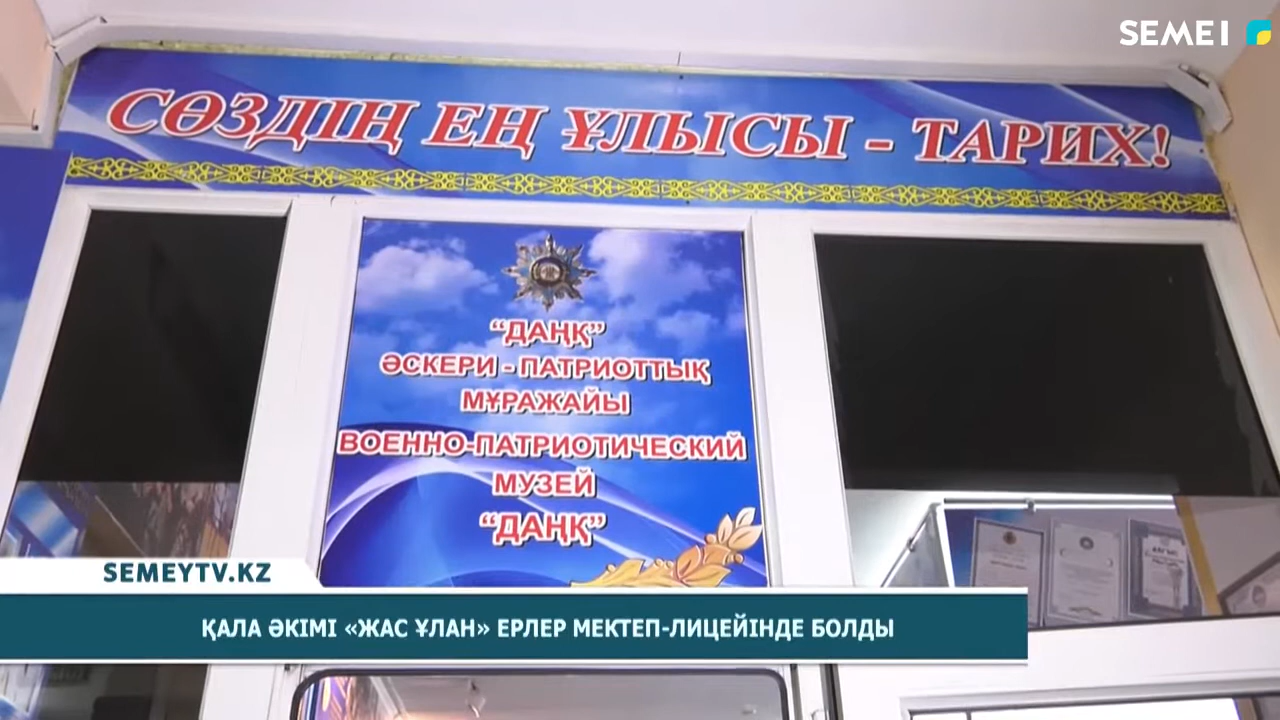 SEMEI
СӨЗДІҢ ЕҢ ҰЛЫСЫ - ТАРИХ!
“ДАҢҚ”
ӘСКЕРИ - ПАТРИОТТЫҚ
МҰРАЖАЙЫ
ВОЕННО-ПАТРИОТИЧЕСКИЙ
МУЗЕЙ
“ДАҢҚ”
SEMEYTV.KZ
ҚАЛА ӘКІМІ «ЖАС ҰЛАН» ЕРЛЕР МЕКТЕП-ЛИЦЕЙІНДЕ БОЛДЫ